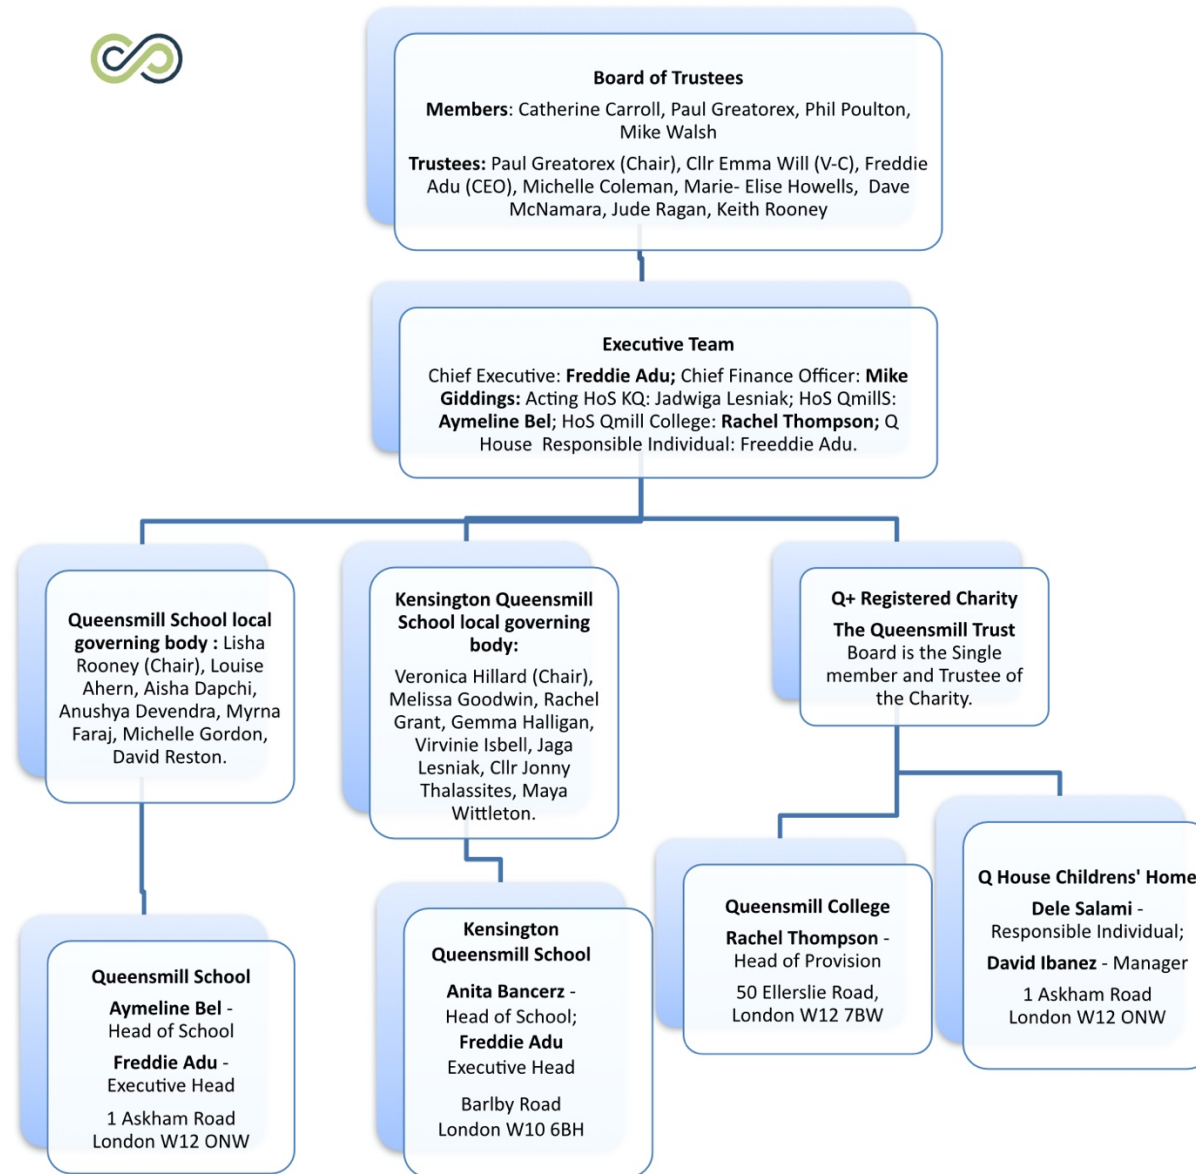 Board of Trustees
Members: Catherine Carroll, Paul Greatorex, Phil Poulton,
Mike Walsh
Trustees: Paul Greatorex (Chair), Cllr Emma Will (V-C), Freddie
Adu (CEO), Michelle Coleman, Marie- Elise Howells, Dave
McNamara, Jude Ragan, Keith Rooney
Executive Team
Chief Executive: Freddie Adu; Chief Finance Officer: Mike
Giddings: Acting HoS KQ: Jadwiga Lesniak; HoS QmillS:
Aymeline Bel; HoS Qmill College: Rachel Thompson; Q
House Responsible Individual: Freeddie Adu.
Queensmill School local
governing body : Lisha
Rooney (Chair), Louise
Ahern, Aisha Dapchi,
Anushya Devendra, Myrna
Faraj, Michelle Gordon,
David Reston.
Kensington Queensmill
School local governing
body:
Veronica Hillard (Chair),
Melissa Goodwin, Rachel
Grant, Gemma Halligan,
Virvinie Isbell, Jaga
Lesniak, Cllr Jonny
Thalassites, Maya
Wittleton.
Q+ Registered Charity
The Queensmill Trust
Board is the Single
member and Trustee of
the Charity.
Queensmill School
Aymeline Bel -
Head of School
Freddie Adu -
Executive Head
1 Askham Road
London W12 ONW
Kensington
Queensmill School
Anita Bancerz -
Head of School;
Freddie Adu
Executive Head
Barlby Road
London W10 6BH
Queensmill College
Rachel Thompson -
Head of Provision
50 Ellerslie Road,
London W12 7BW
Q House Childrens' Home
Dele Salami -
Responsible Individual;
David Ibanez - Manager
1 Askham Road
London W12 ONW